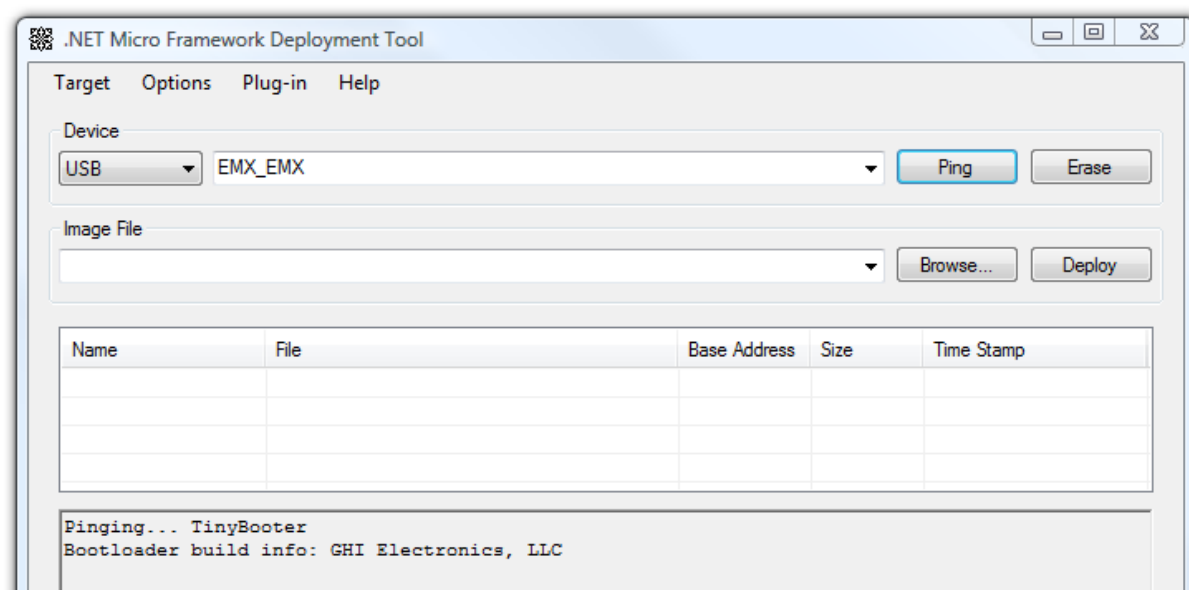 .NET Micro Framework Deployment Tool
Target Options Plug-in Help
Device
USB EMX_EMX Ping Erase
Image File
Browse... Deploy
Name File Base Address Size Time Stamp
Pinging... TinyBooter
Bootloader build info: GHI Electronics, LLC